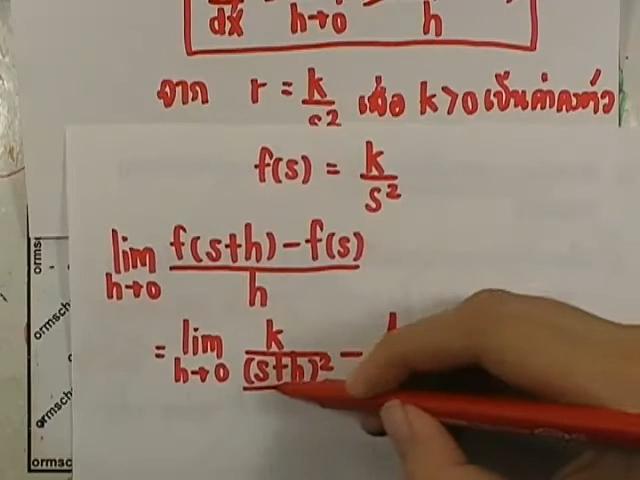 dx h→0 h
จาก r = k/s² เมื่อ k>0 เป็นค่าคงตัว
f(s) = k/s²
lim h→0 f(s+h) - f(s) / h
= lim h→0 k/(s+h)² -
ormsc
ormsch
ormsch
ormsc